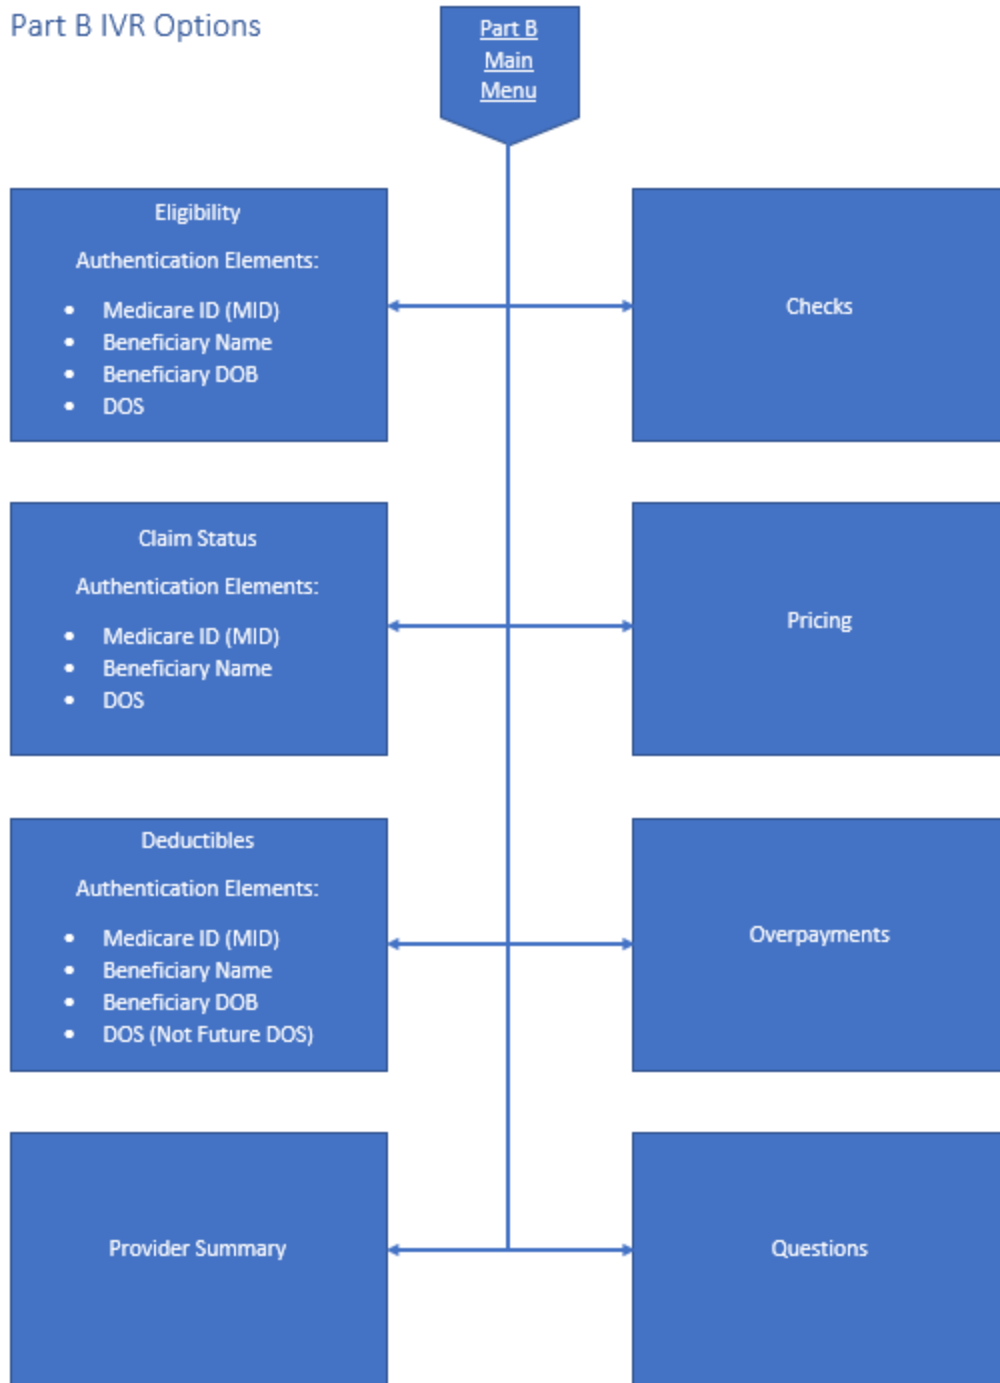 Part B IVR Options
Part B
Main
Menu
Eligibility
Authentication Elements:
• Medicare ID (MID)
• Beneficiary Name
• Beneficiary DOB
• DOS
Checks
Claim Status
Authentication Elements:
• Medicare ID (MID)
• Beneficiary Name
• DOS
Pricing
Deductibles
Authentication Elements:
• Medicare ID (MID)
• Beneficiary Name
• Beneficiary DOB
• DOS (Not Future DOS)
Overpayments
Provider Summary
Questions